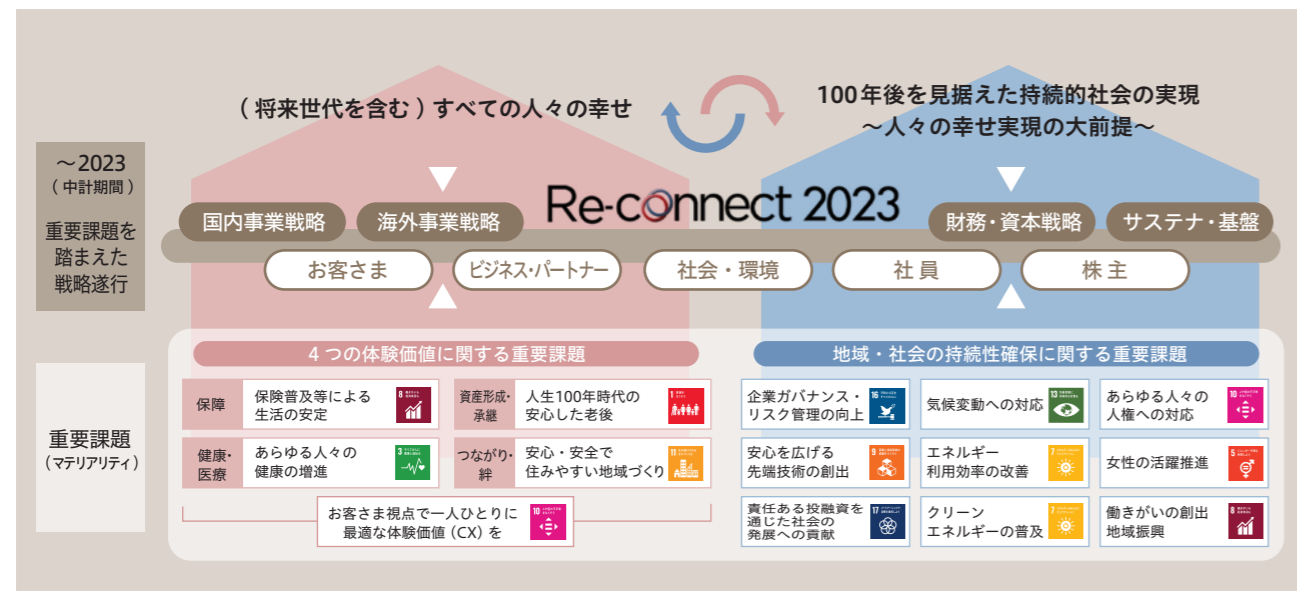 （将来世代を含む）すべての人々の幸せ
100年後を見据えた持続的社会の実現
～人々の幸せ実現の大前提～
～2023
（中計期間）
重要課題を
踏まえた
戦略遂行
Re-connect 2023
国内事業戦略
海外事業戦略
財務・資本戦略
サステナ・基盤
お客さま
ビジネス・パートナー
社会・環境
社員
株主
重要課題
（マテリアリティ）
4つの体験価値に関する重要課題
保障
保険普及等による
生活の安定
8
資産形成・
承継
人生100年時代の
安心した老後
1
健康・
医療
あらゆる人々の
健康の増進
3
つながり・
絆
安心・安全で
住みやすい地域づくり
11
お客さま視点で一人ひとりに
最適な体験価値（CX）を
10
地域・社会の持続性確保に関する重要課題
企業ガバナンス・
リスク管理の向上
16
気候変動への対応
13
あらゆる人々の
人権への対応
10
安心を広げる
先端技術の創出
9
エネルギー
利用効率の改善
7
女性の活躍推進
5
責任ある投融資を
通じた社会の
発展への貢献
17
クリーン
エネルギーの普及
7
働きがいの創出
地域振興
8